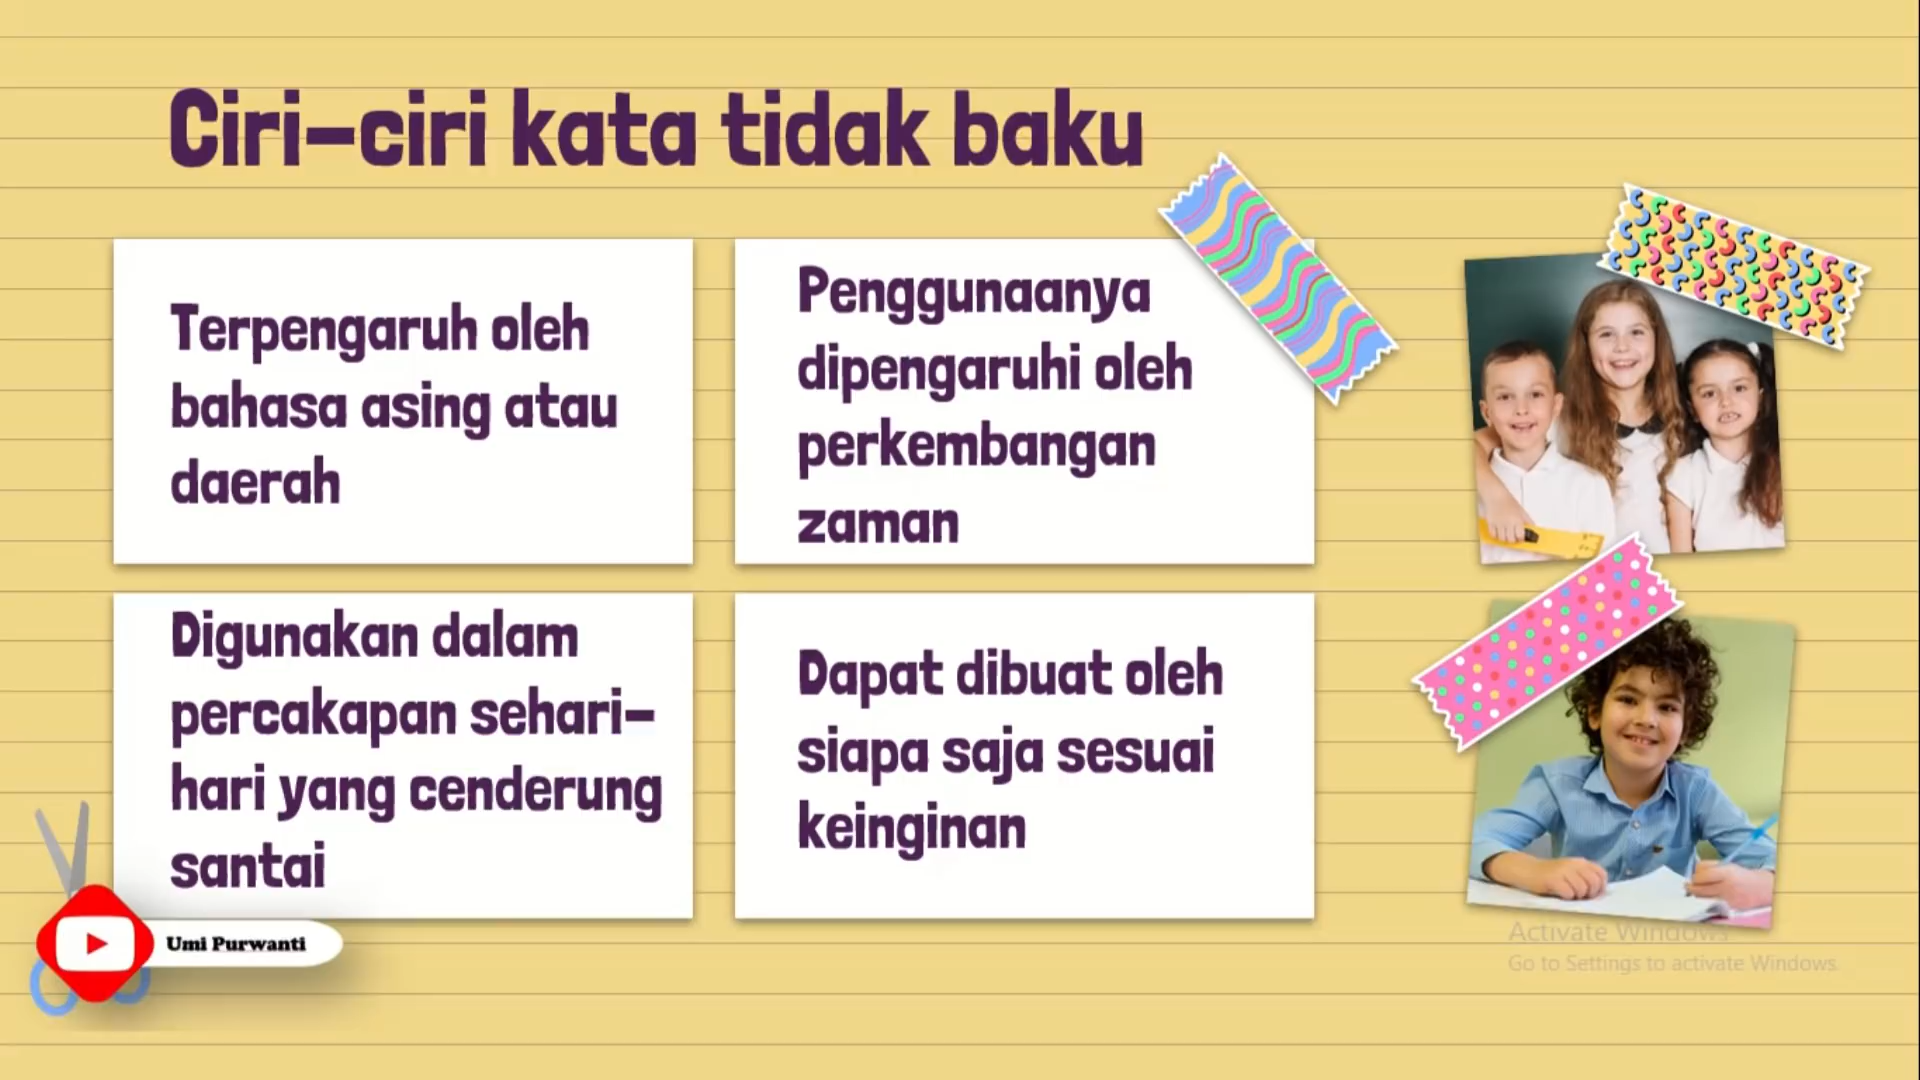 Ciri-ciri kata tidak baku
Terpengaruh oleh
bahasa asing atau
daerah
Penggunaanya
dipengaruhi oleh
perkembangan
zaman
Digunakan dalam
percakapan sehari-
hari yang cenderung
santai
Dapat dibuat oleh
siapa saja sesuai
keinginan
Umi Purwanti
Activate Windows
Go to Settings to activate Windows.